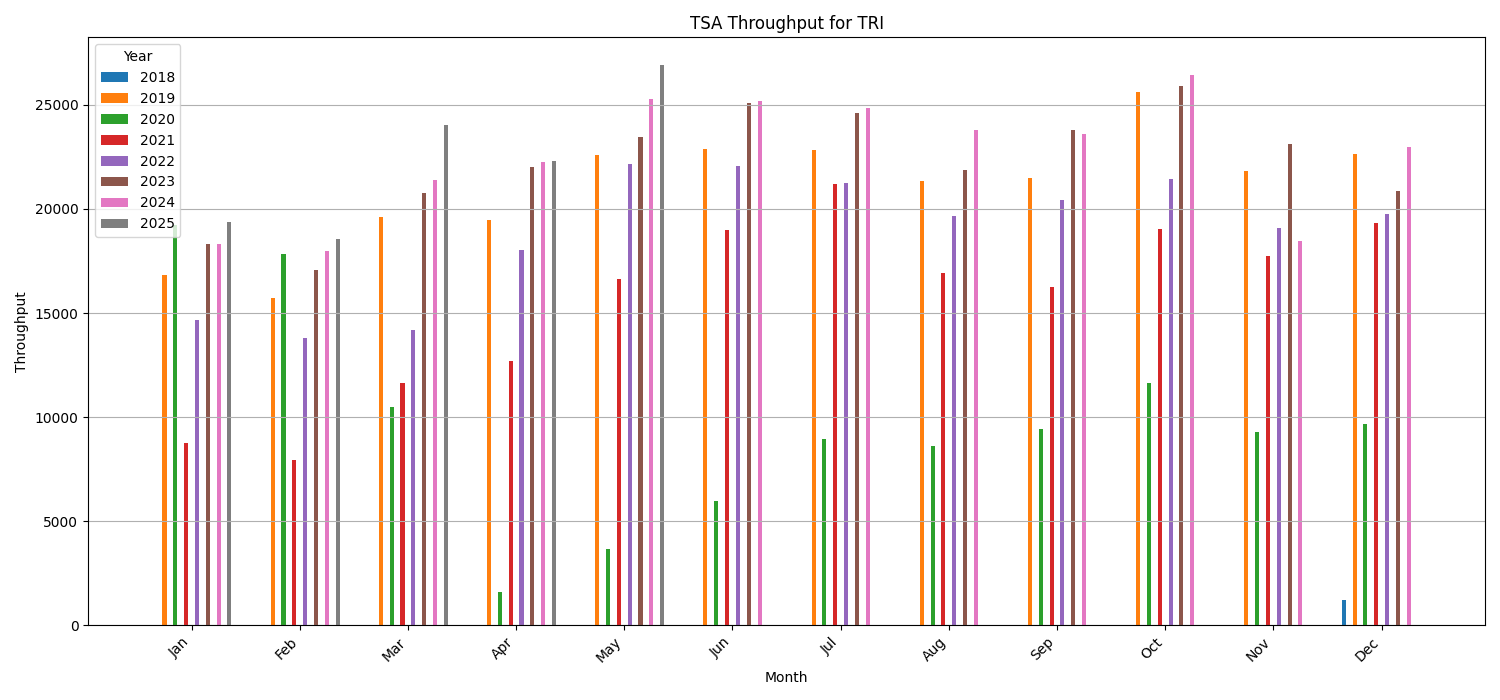 TSA Throughput for TRI
Year
2018
2019
2020
2021
2022
2023
2024
2025
Throughput
25000
20000
15000
10000
5000
0
Jan
Feb
Mar
Apr
May
Jun
Jul
Aug
Sep
Oct
Nov
Dec
Month